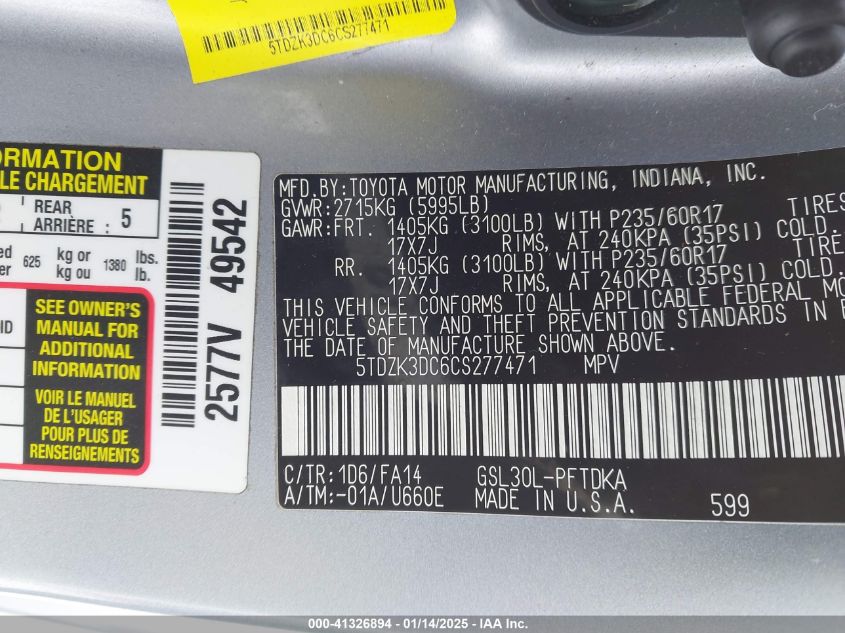 5TDZK3DC6CS277471
ORMATION
LE CHARGEMENT
REAR
ARRIÈRE : 5
625 kg or
kg ou 1380 lbs.
lb.
SEE OWNER'S
MANUAL FOR
ADDITIONAL
INFORMATION
VOIR LE MANUEL
DE L'USAGER
POUR PLUS DE
RENSEIGNEMENTS
2577V 49542
MFD.BY:TOYOTA MOTOR MANUFACTURING, INDIANA, INC.
GVWR:2715KG (5995LB)
GAWR:FRT. 1405KG (3100LB) WITH P235/60R17 TIRES
17X7J RIMS, AT 240KPA (35PSI) COLD.
RR. 1405KG (3100LB) WITH P235/60R17 TIRE
17X7J RIMS, AT 240KPA (35PSI) COLD.
THIS VEHICLE CONFORMS TO ALL APPLICABLE FEDERAL MO
VEHICLE SAFETY AND THEFT PREVENTION STANDARDS IN E
THE DATE OF MANUFACTURE SHOWN ABOVE.
5TDZK3DC6CS277471 MPV
C/TR:1D6/FA14 GSL30L-PFTDKA
A/TM:-01A/U660E MADE IN U.S.A. 599
000-41326894 — 01/14/2025 — IAA Inc.